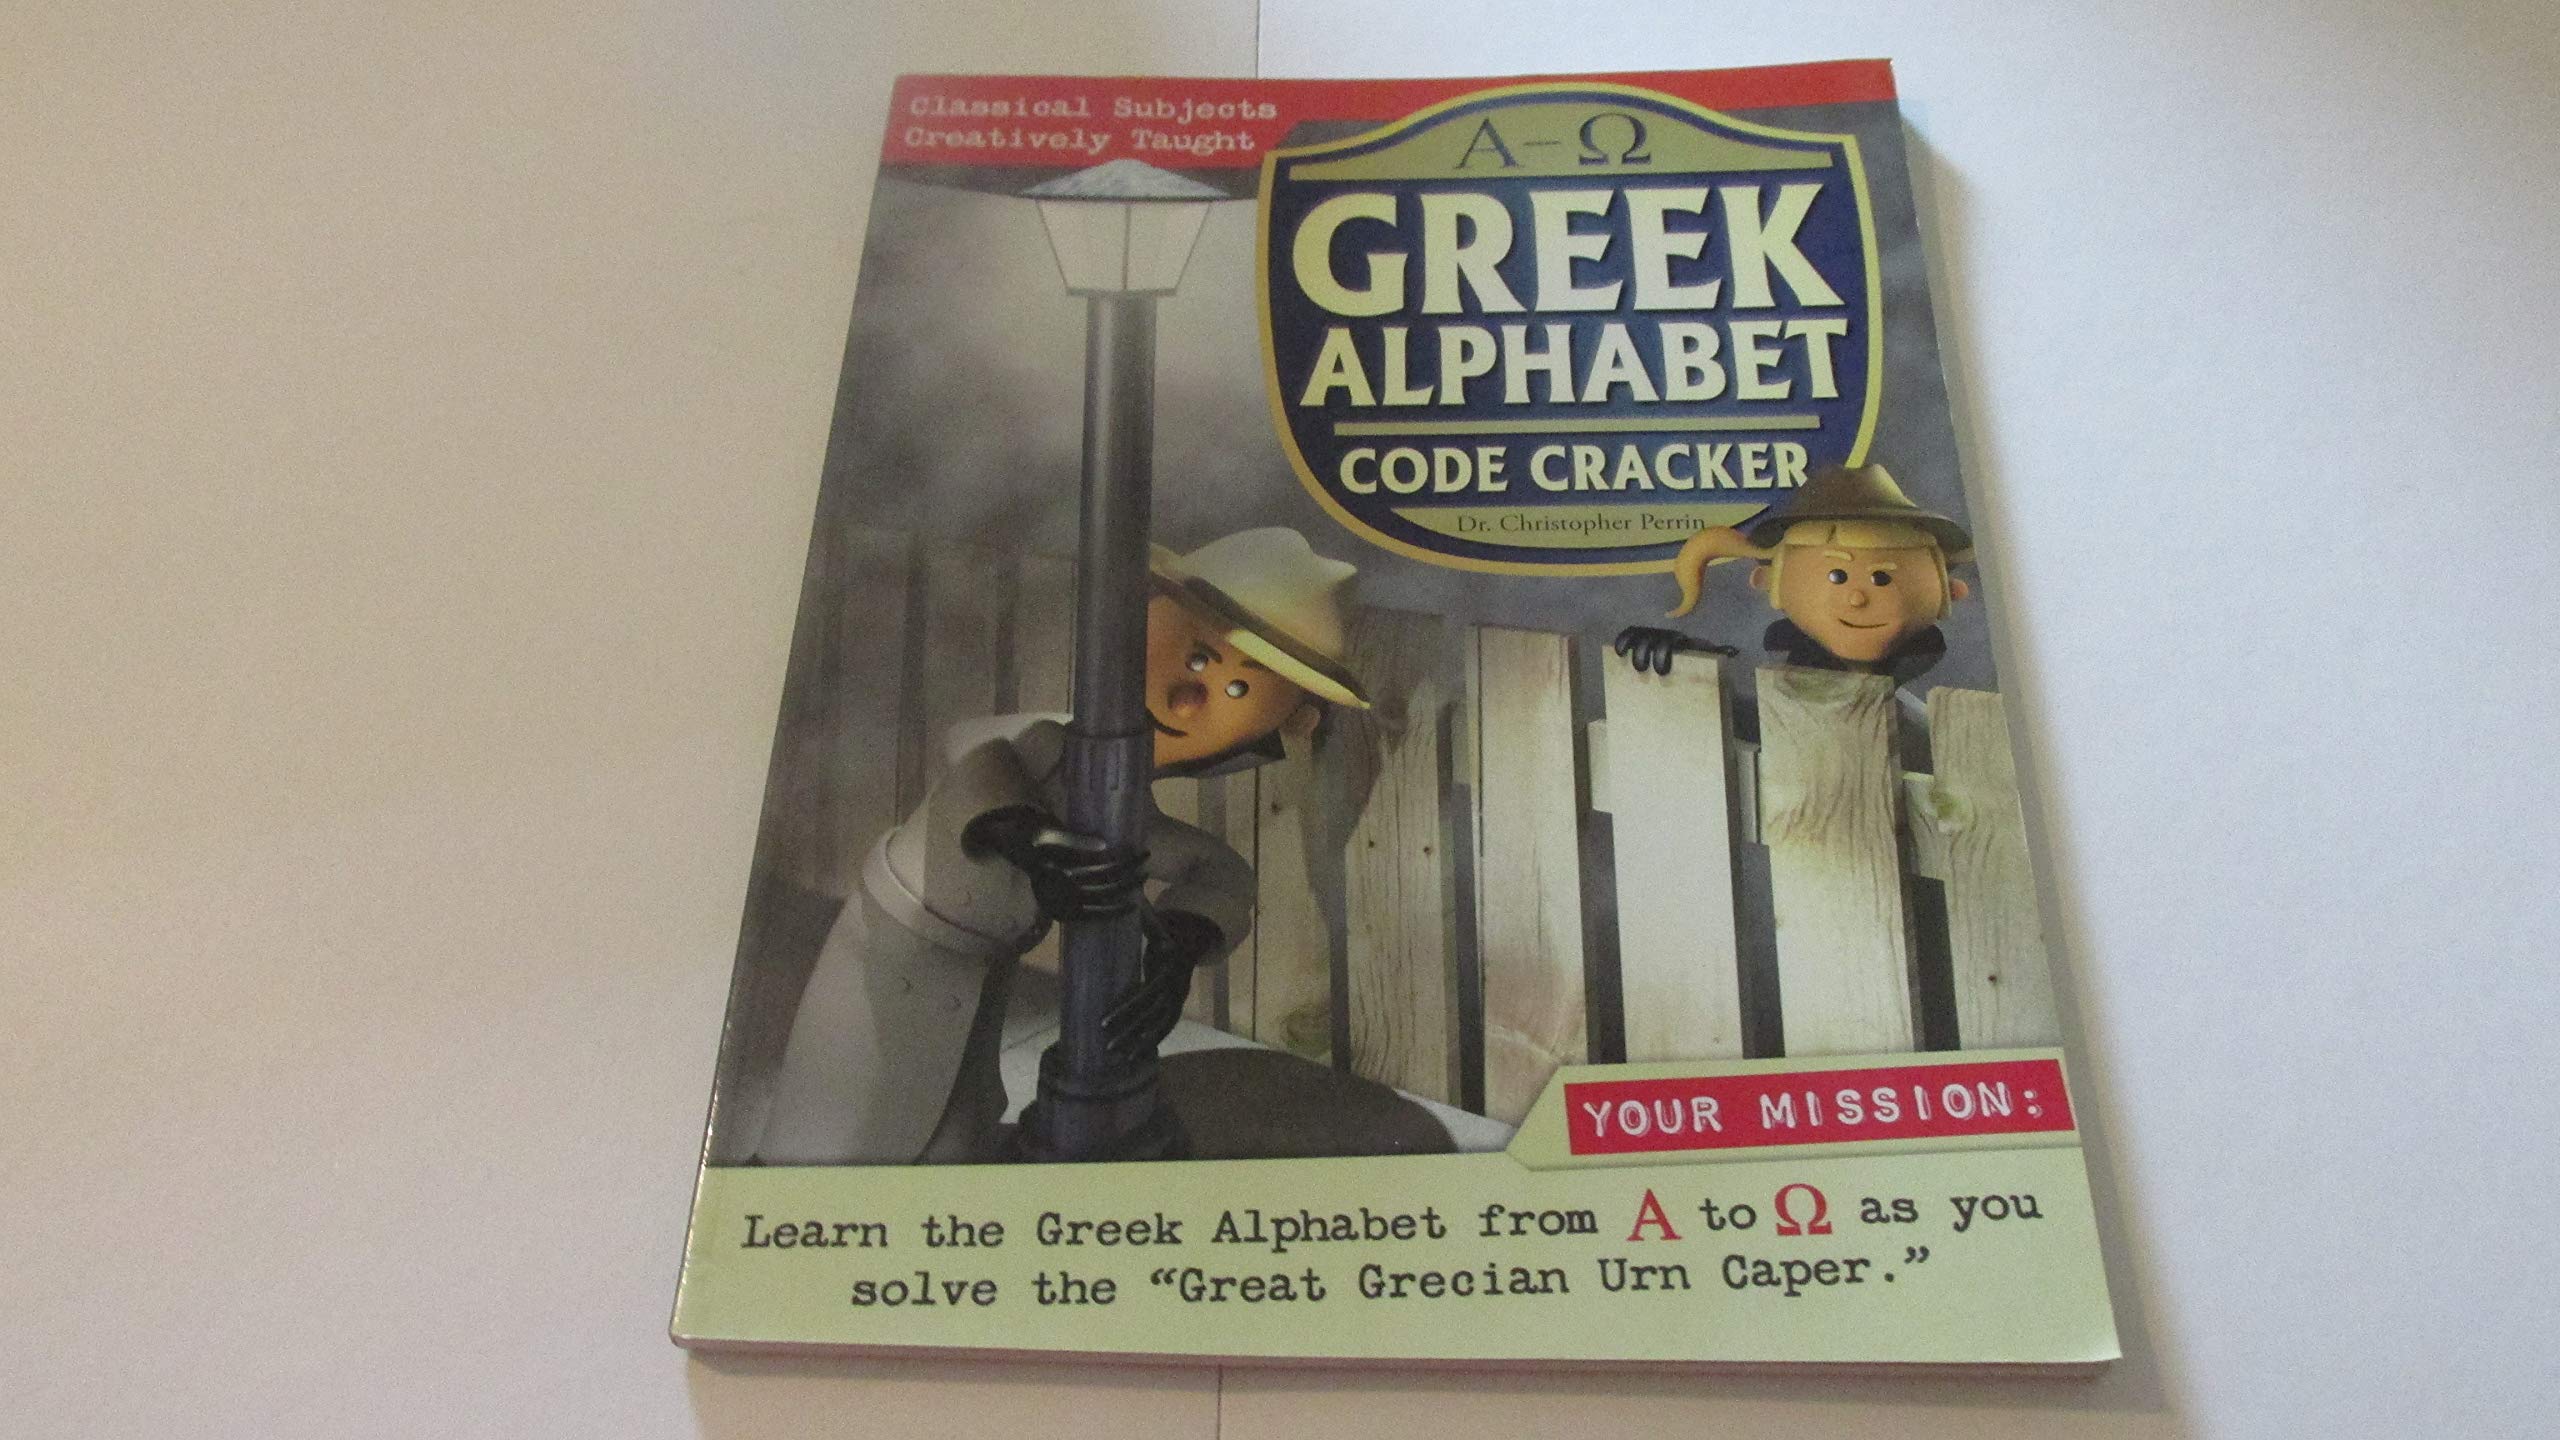 Classical Subjects
Creatively Taught
Α–Ω
GREEK
ALPHABET
CODE CRACKER
Dr. Christopher Perrin
YOUR MISSION:
Learn the Greek Alphabet from Α to Ω as you
solve the “Great Grecian Urn Caper.”